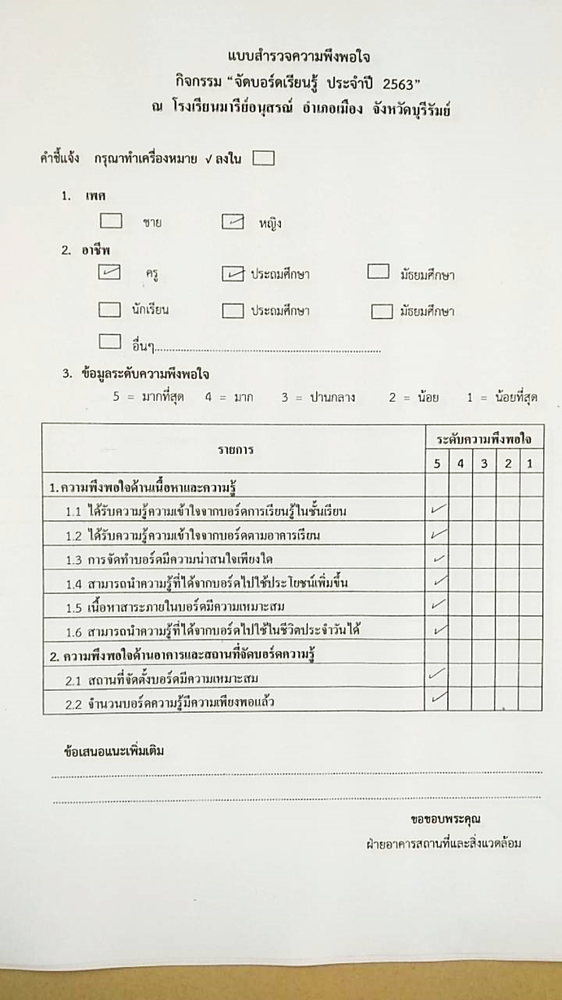 แบบสำรวจความพึงพอใจ
กิจกรรม “จัดบอร์ดเรียนรู้ ประจำปี 2563”
ณ โรงเรียนมารีย์อนุสรณ์ อำเภอเมือง จังหวัดบุรีรัมย์
คำชี้แจ้ง กรุณาทำเครื่องหมาย √ ลงใน
1. เพศ
ชาย หญิง
2. อาชีพ
ครู ประถมศึกษา มัธยมศึกษา
นักเรียน ประถมศึกษา มัธยมศึกษา
อื่นๆ
3. ข้อมูลระดับความพึงพอใจ
5 = มากที่สุด 4 = มาก 3 = ปานกลาง 2 = น้อย 1 = น้อยที่สุด
รายการ ระดับความพึงพอใจ
5 4 3 2 1
1. ความพึงพอใจด้านเนื้อหาและความรู้
1.1 ได้รับความรู้ความเข้าใจจากบอร์ดการเรียนรู้ในชั้นเรียน
1.2 ได้รับความรู้ความเข้าใจจากบอร์ดตามอาคารเรียน
1.3 การจัดทำบอร์ดมีความน่าสนใจเพียงใด
1.4 สามารถนำความรู้ที่ได้จากบอร์ดไปใช้ประโยชน์เพิ่มขึ้น
1.5 เนื้อหาสาระภายในบอร์ดมีความเหมาะสม
1.6 สามารถนำความรู้ที่ได้จากบอร์ดไปใช้ในชีวิตประจำวันได้
2. ความพึงพอใจด้านอาคารและสถานที่จัดบอร์ดความรู้
2.1 สถานที่จัดตั้งบอร์ดมีความเหมาะสม
2.2 จำนวนบอร์ดความรู้มีความเพียงพอแล้ว
ข้อเสนอแนะเพิ่มเติม
ขอขอบพระคุณ
ฝ่ายอาคารสถานที่และสิ่งแวดล้อม